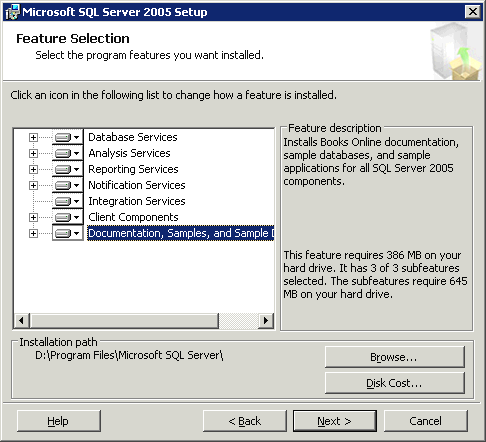 Microsoft SQL Server 2005 Setup
Feature Selection
Select the program features you want installed.
Click an icon in the following list to change how a feature is installed.
Database Services
Analysis Services
Reporting Services
Notification Services
Integration Services
Client Components
Documentation, Samples, and Sample D
Feature description
Installs Books Online documentation,
sample databases, and sample
applications for all SQL Server 2005
components.
This feature requires 386 MB on your
hard drive. It has 3 of 3 subfeatures
selected. The subfeatures require 645
MB on your hard drive.
Installation path
D:\Program Files\Microsoft SQL Server\
Browse...
Disk Cost...
Help
< Back
Next >
Cancel